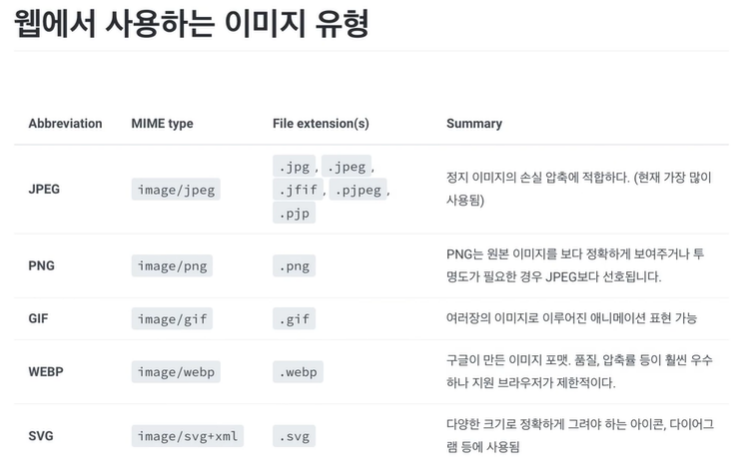 웹에서 사용하는 이미지 유형
Abbreviation MIME type File extension(s) Summary
JPEG image/jpeg .jpg, .jpeg, .jfif, .pjpeg, .pjp 정지 이미지의 손실 압축에 적합하다. (현재 가장 많이
사용됨)
PNG image/png .png PNG는 원본 이미지를 보다 정확하게 보여주거나 투
명도가 필요한 경우 JPEG보다 선호됩니다.
GIF image/gif .gif 여러장의 이미지로 이루어진 애니메이션 표현 가능
WEBP image/webp .webp 구글이 만든 이미지 포맷. 품질, 압축률 등이 훨씬 우수
하나 지원 브라우저가 제한적이다.
SVG image/svg+xml .svg 다양한 크기로 정확하게 그려야 하는 아이콘, 다이어그
램 등에 사용됨